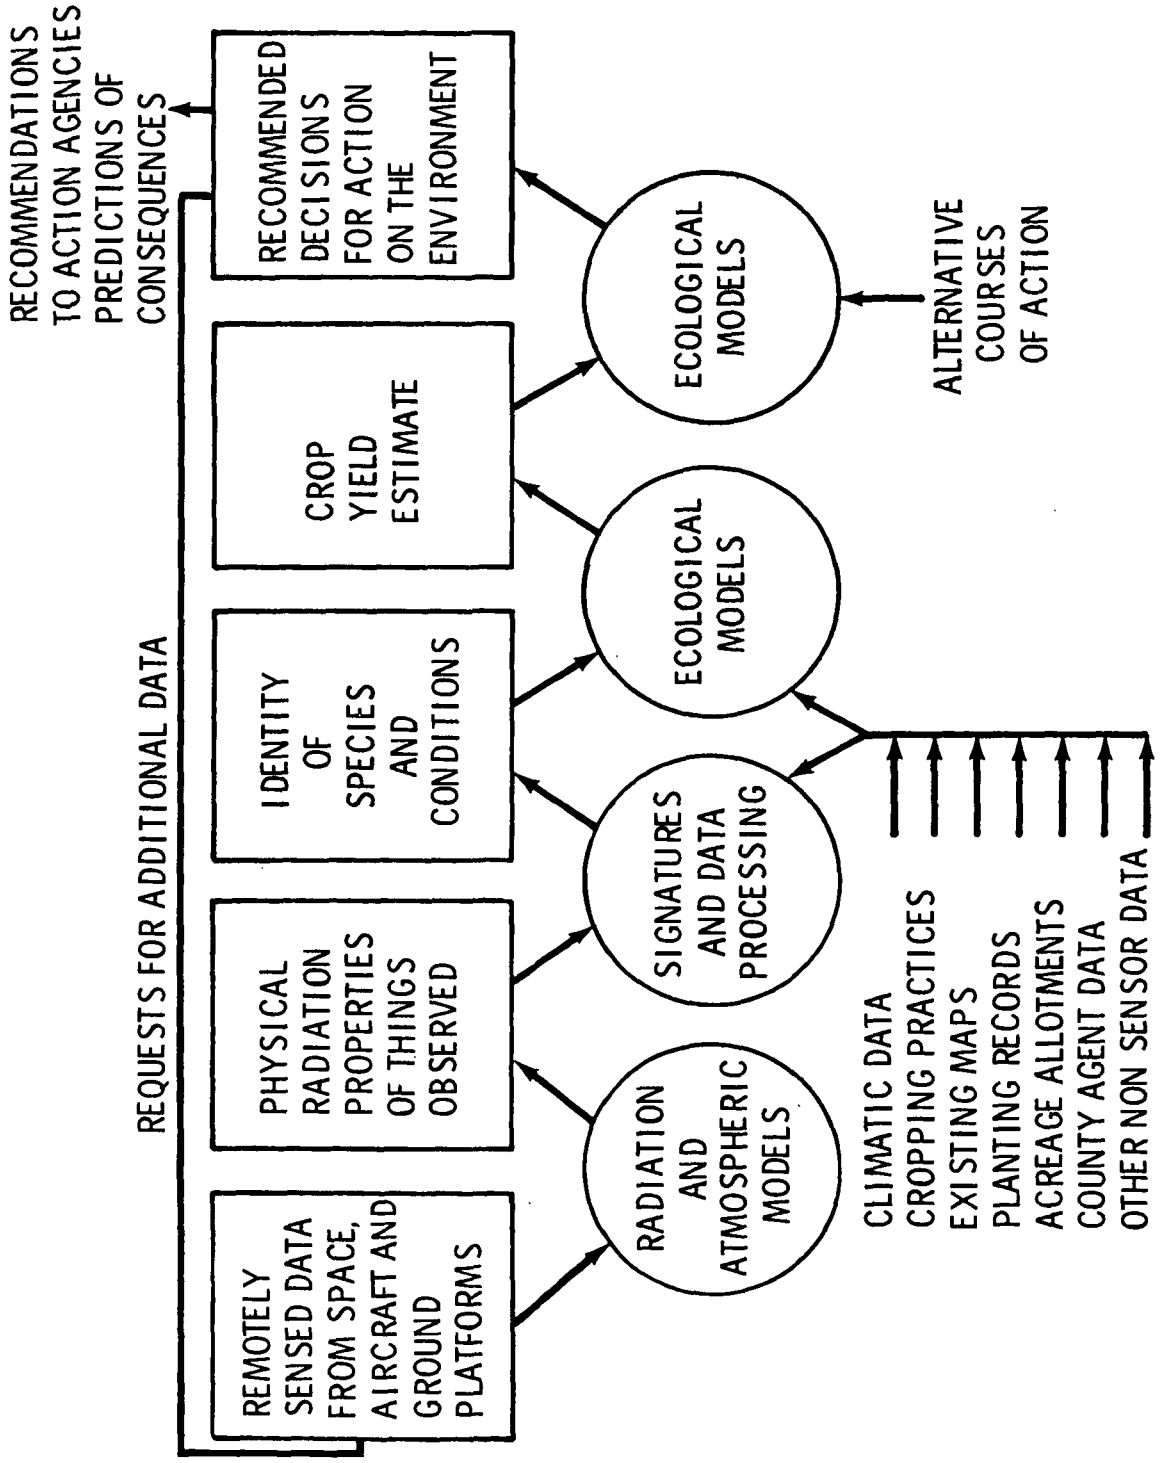 RECOMMENDATIONS
TO ACTION AGENCIES
PREDICTIONS OF
CONSEQUENCES
REQUESTS FOR ADDITIONAL DATA
REMOTELY
SENSED DATA
FROM SPACE,
AIRCRAFT AND
GROUND
PLATFORMS
PHYSICAL
RADIATION
PROPERTIES
OF THINGS
OBSERVED
IDENTITY
OF
SPECIES
AND
CONDITIONS
CROP
YIELD
ESTIMATE
RECOMMENDED
DECISIONS
FOR ACTION
ON THE
ENVIRONMENT
RADIATION
AND
ATMOSPHERIC
MODELS
SIGNATURES
AND DATA
PROCESSING
ECOLOGICAL
MODELS
ECOLOGICAL
MODELS
CLIMATIC DATA
CROPPING PRACTICES
EXISTING MAPS
PLANTING RECORDS
ACREAGE ALLOTMENTS
COUNTY AGENT DATA
OTHER NON SENSOR DATA
ALTERNATIVE
COURSES
OF ACTION